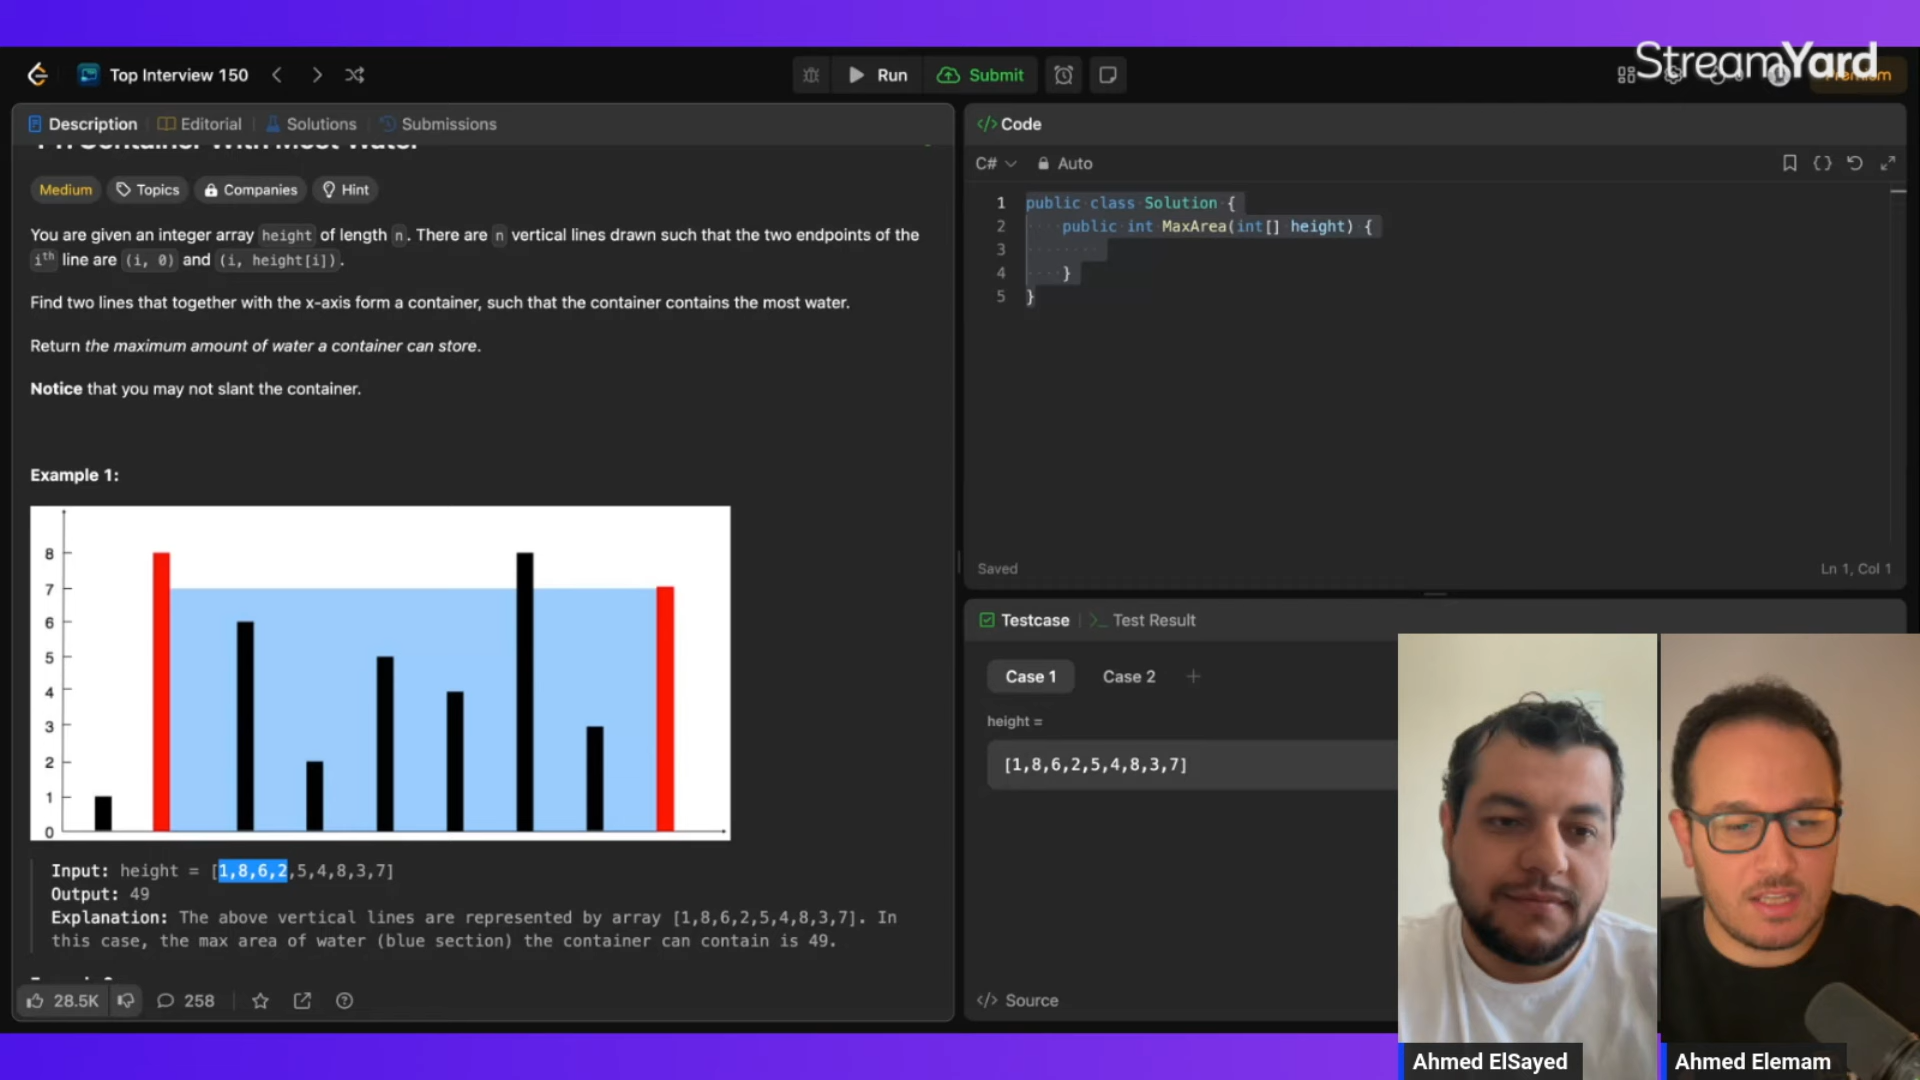 StreamYard
Top Interview 150
Run
Submit
Premium
Description
Editorial
Solutions
Submissions
11. Container With Most Water
Medium
Topics
Companies
Hint
You are given an integer array height of length n. There are n vertical lines drawn such that the two endpoints of the
ith line are (i, 0) and (i, height[i]).
Find two lines that together with the x-axis form a container, such that the container contains the most water.
Return the maximum amount of water a container can store.
Notice that you may not slant the container.
Example 1:
8
7
6
5
4
3
2
1
0
Input: height = [1,8,6,2,5,4,8,3,7]
Output: 49
Explanation: The above vertical lines are represented by array [1,8,6,2,5,4,8,3,7]. In
this case, the max area of water (blue section) the container can contain is 49.
28.5K
258
</> Code
C#
Auto
1 public class Solution {
2     public int MaxArea(int[] height) {
3
4     }
5 }
Saved
Ln 1, Col 1
Testcase
Test Result
Case 1
Case 2
+
height =
[1,8,6,2,5,4,8,3,7]
</> Source
Ahmed ElSayed
Ahmed Elemam